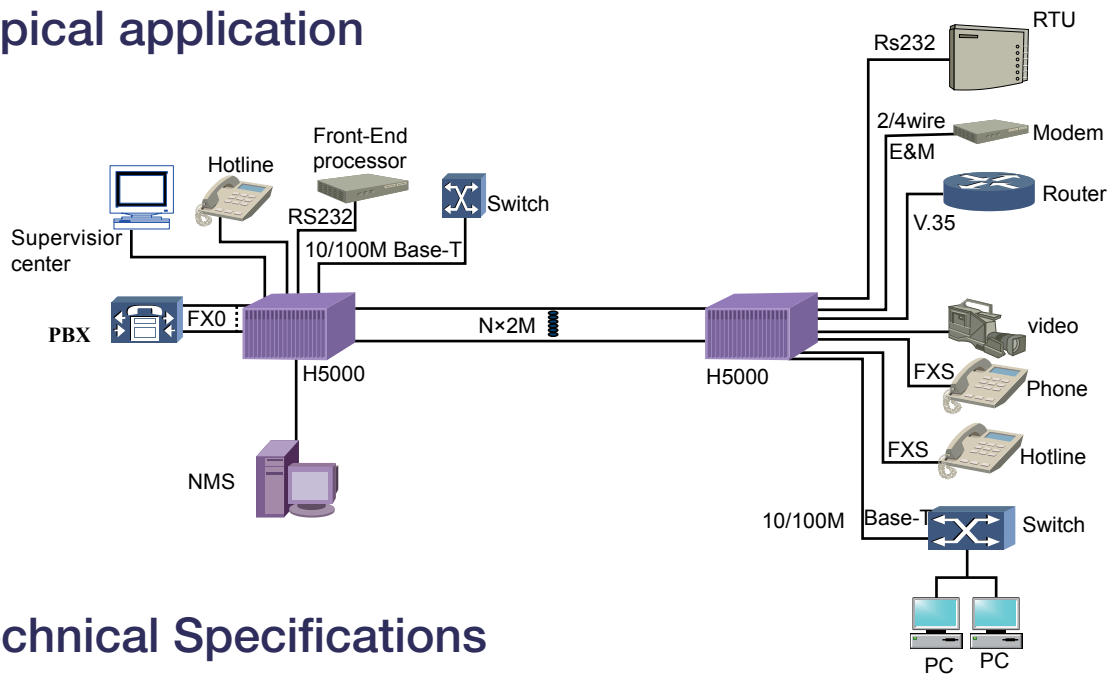 pical application
RTU
Rs232
2/4wire
Modem
E&M
Front-End
processor
Hotline
Router
RS232
Switch
V.35
Supervisior
center
10/100M Base-T
FX0
PBX
N×2M
video
H5000
H5000
FXS
Phone
FXS
Hotline
NMS
10/100M Base-T
Switch
chnical Specifications
PC
PC